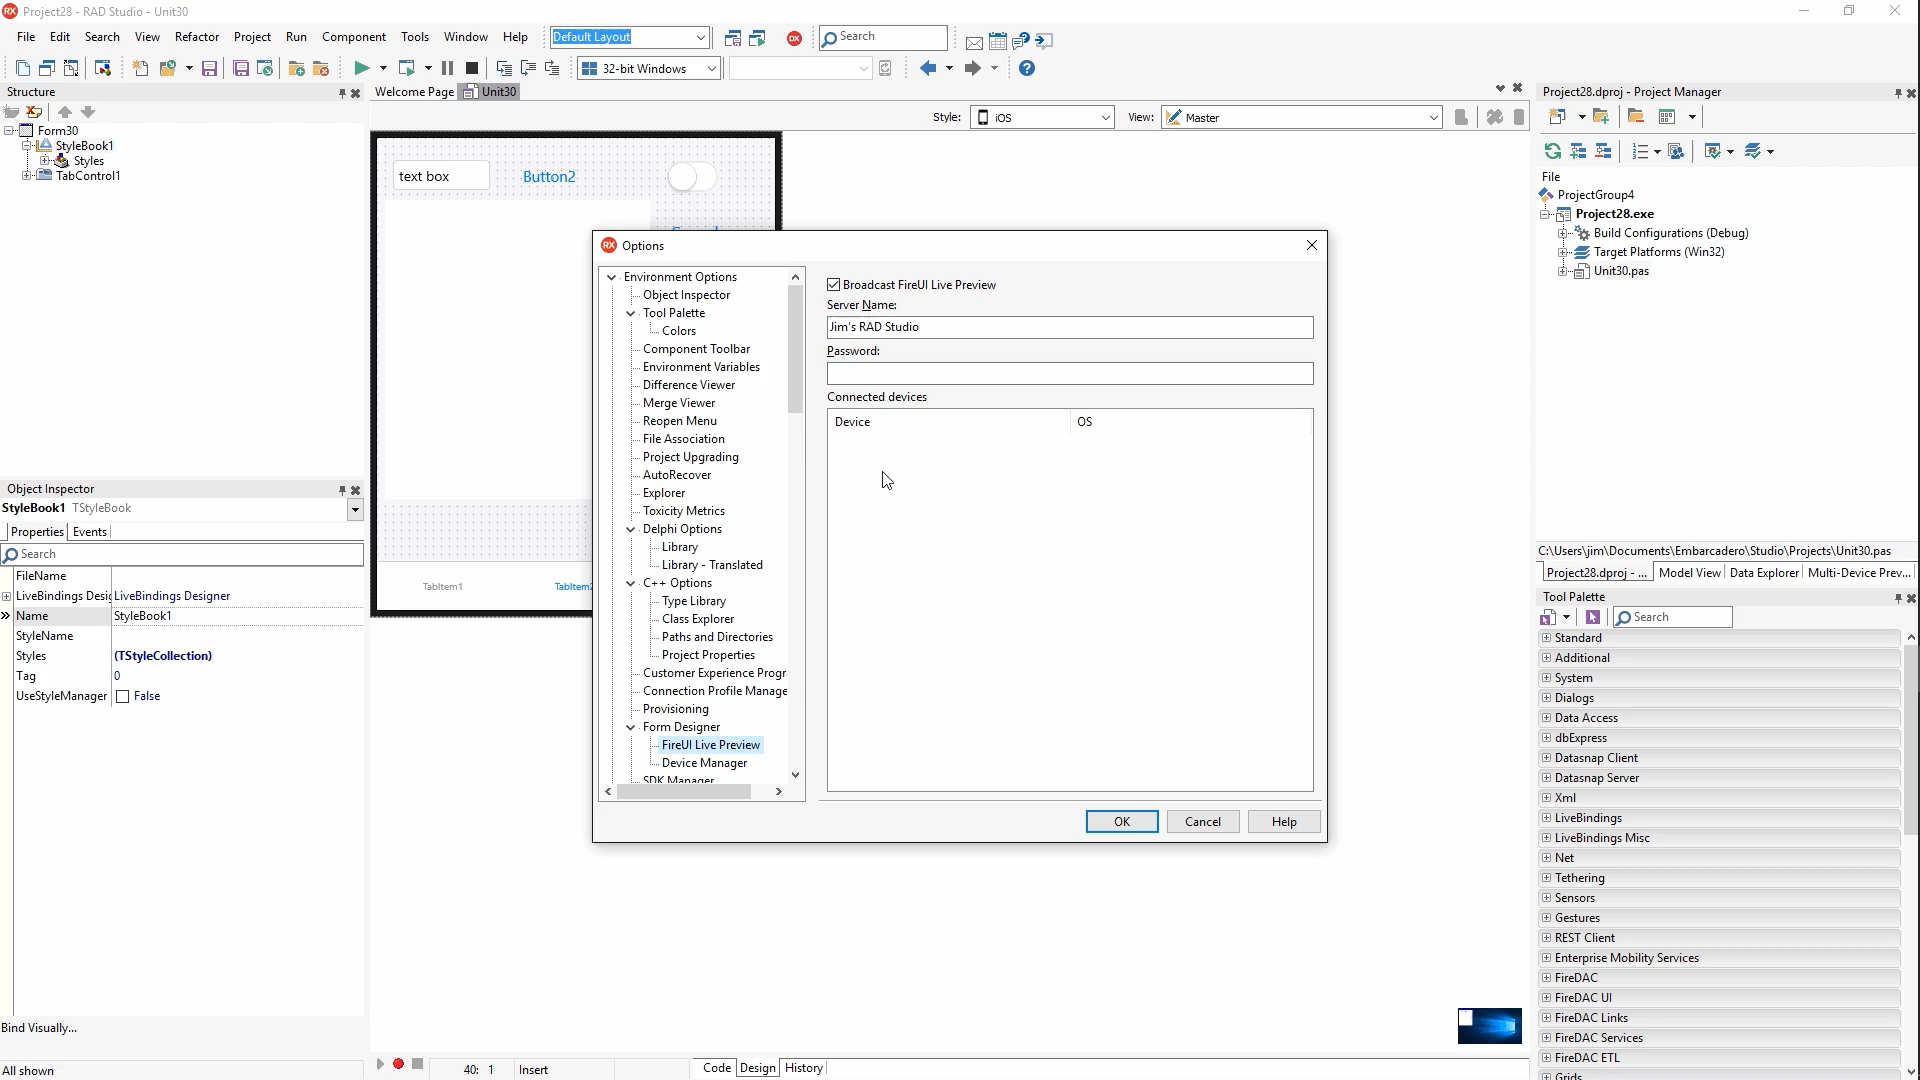 Project28 - RAD Studio - Unit30
File Edit Search View Refactor Project Run Component Tools Window Help
Default Layout
Search
32-bit Windows
Structure
Form30
StyleBook1
Styles
TabControl1
Welcome Page
Unit30
Style:
iOS
View:
Master
text box
Button2
TabItem1
TabItem2
Options
Environment Options
Object Inspector
Tool Palette
Colors
Component Toolbar
Environment Variables
Difference Viewer
Merge Viewer
Reopen Menu
File Association
Project Upgrading
AutoRecover
Explorer
Toxicity Metrics
Delphi Options
Library
Library - Translated
C++ Options
Type Library
Class Explorer
Paths and Directories
Project Properties
Customer Experience Progr
Connection Profile Manage
Provisioning
Form Designer
FireUI Live Preview
Device Manager
SDK Manager
Broadcast FireUI Live Preview
Server Name:
Jim's RAD Studio
Password:
Connected devices
Device OS
OK
Cancel
Help
Object Inspector
StyleBook1 TStyleBook
Properties Events
Search
FileName
LiveBindings Desig LiveBindings Designer
Name StyleBook1
StyleName
Styles (TStyleCollection)
Tag 0
UseStyleManager False
Bind Visually...
All shown
40: 1
Insert
Code Design History
Project28.dproj - Project Manager
File
ProjectGroup4
Project28.exe
Build Configurations (Debug)
Target Platforms (Win32)
Unit30.pas
C:\Users\jim\Documents\Embarcadero\Studio\Projects\Unit30.pas
Project28.dproj - ... Model View Data Explorer Multi-Device Prev...
Tool Palette
Search
Standard
Additional
System
Dialogs
Data Access
dbExpress
Datasnap Client
Datasnap Server
Xml
LiveBindings
LiveBindings Misc
Net
Tethering
Sensors
Gestures
REST Client
Enterprise Mobility Services
FireDAC
FireDAC UI
FireDAC Links
FireDAC Services
FireDAC ETL
Grids